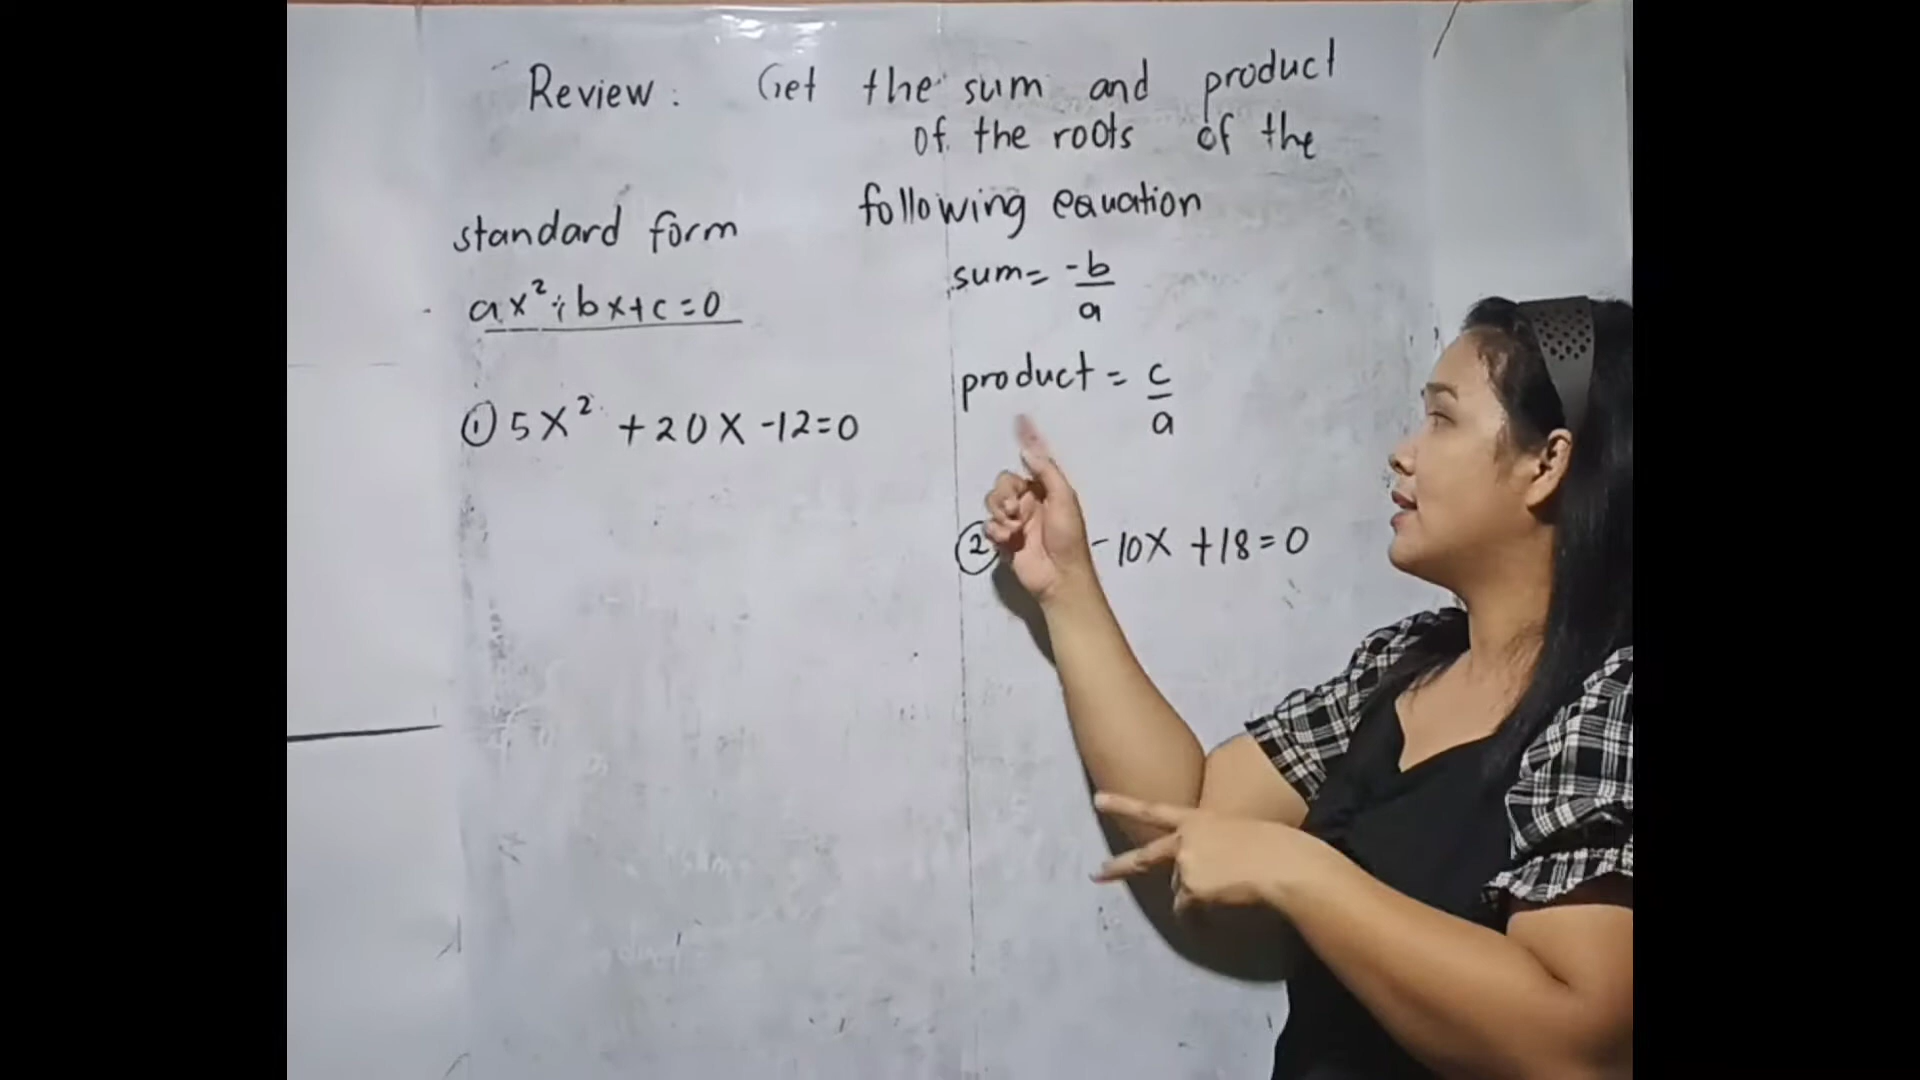 Review : Get the sum and product
of the roots of the
following equation
standard form
ax²+bx+c=0
sum= -b/a
product = c/a
① 5x² +20x -12=0
② -10x +18=0